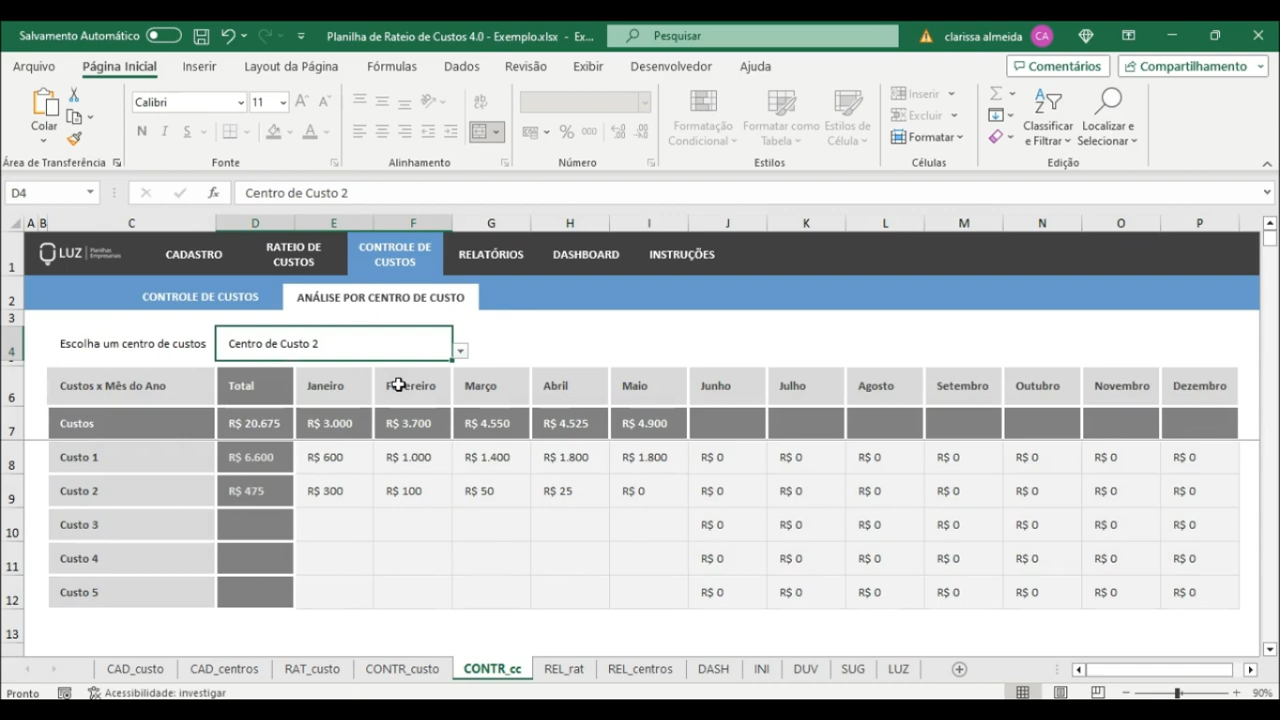 Salvamento Automático
Planilha de Rateio de Custos 4.0 - Exemplo.xlsx - Ex...
Pesquisar
clarissa almeida
CA
Arquivo Página Inicial Inserir Layout da Página Fórmulas Dados Revisão Exibir Desenvolvedor Ajuda
Comentários
Compartilhamento
Colar
Calibri 11
N I S
A A
% 000
Formatação Condicional
Formatar como Tabela
Estilos de Célula
Inserir
Excluir
Formatar
Classificar e Filtrar
Localizar e Selecionar
Área de Transferência Fonte Alinhamento Número Estilos Células Edição
D4 fx Centro de Custo 2
A B C D E F G H I J K L M N O P
LUZ Planilhas Empresariais
CADASTRO
RATEIO DE CUSTOS
CONTROLE DE CUSTOS
RELATÓRIOS
DASHBOARD
INSTRUÇÕES
1
2 CONTROLE DE CUSTOS ANÁLISE POR CENTRO DE CUSTO
3
4 Escolha um centro de custos Centro de Custo 2
6 Custos x Mês do Ano Total Janeiro Março Abril Maio Junho Julho Agosto Setembro Outubro Novembro Dezembro
7 Custos R$ 20.675 R$ 3.000 R$ 3.700 R$ 4.550 R$ 4.525 R$ 4.900
8 Custo 1 R$ 6.600 R$ 600 R$ 1.000 R$ 1.400 R$ 1.800 R$ 1.800 R$ 0 R$ 0 R$ 0 R$ 0 R$ 0 R$ 0 R$ 0
9 Custo 2 R$ 475 R$ 300 R$ 100 R$ 50 R$ 25 R$ 0 R$ 0 R$ 0 R$ 0 R$ 0 R$ 0 R$ 0 R$ 0
10 Custo 3 R$ 0 R$ 0 R$ 0 R$ 0 R$ 0 R$ 0 R$ 0
11 Custo 4 R$ 0 R$ 0 R$ 0 R$ 0 R$ 0 R$ 0 R$ 0
12 Custo 5 R$ 0 R$ 0 R$ 0 R$ 0 R$ 0 R$ 0 R$ 0
13
CAD_custo CAD_centros RAT_custo CONTR_custo CONTR_cc REL_rat REL_centros DASH INI DUV SUG LUZ
Pronto Acessibilidade: investigar 90%